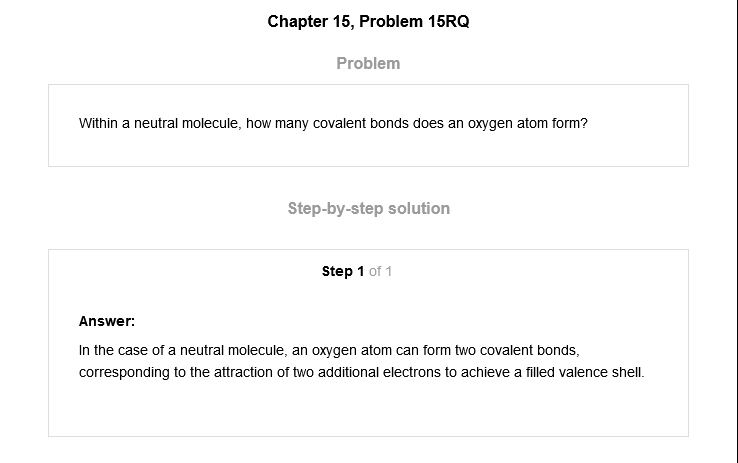 Chapter 15, Problem 15RQ
Problem
Within a neutral molecule, how many covalent bonds does an oxygen atom form?
Step-by-step solution
Step 1 of 1
Answer:
In the case of a neutral molecule, an oxygen atom can form two covalent bonds,
corresponding to the attraction of two additional electrons to achieve a filled valence shell.